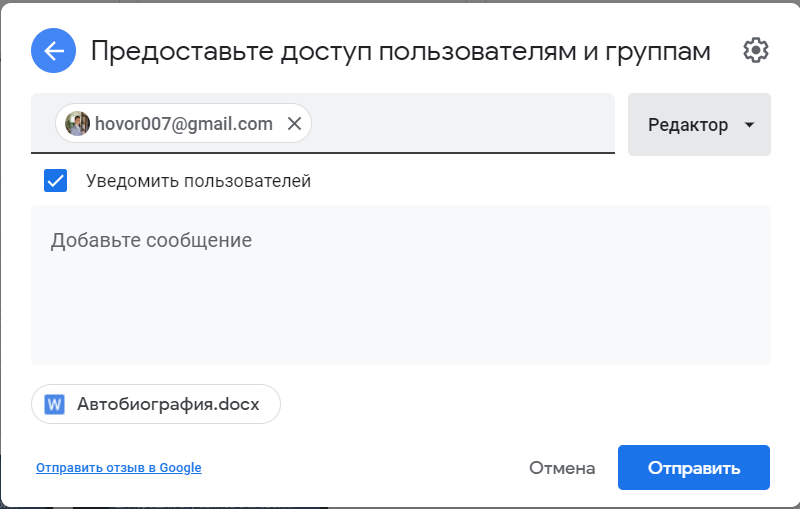 Предоставьте доступ пользователям и группам
hovor007@gmail.com
Редактор
Уведомить пользователей
Добавьте сообщение
W Автобиография.docx
Отправить отзыв в Google
Отмена
Отправить